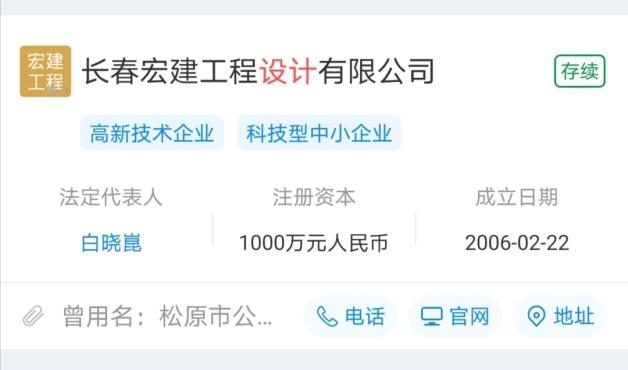 宏建
工程
长春宏建工程设计有限公司
存续
高新技术企业 科技型中小企业
法定代表人 注册资本 成立日期
白晓崑 1000万元人民币 2006-02-22
曾用名：松原市公... 电话 官网 地址